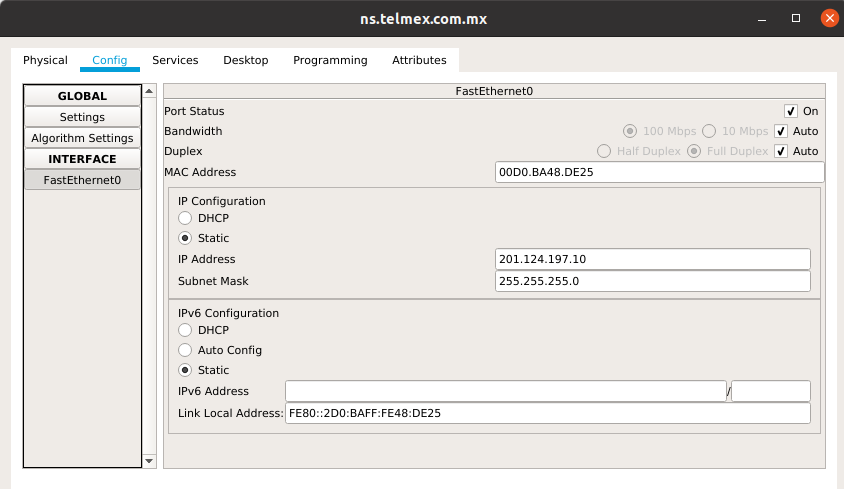 ns.telmex.com.mx
Physical Config Services Desktop Programming Attributes
GLOBAL
Settings
Algorithm Settings
INTERFACE
FastEthernet0
FastEthernet0
Port Status On
Bandwidth 100 Mbps 10 Mbps Auto
Duplex Half Duplex Full Duplex Auto
MAC Address 00D0.BA48.DE25
IP Configuration
DHCP
Static
IP Address 201.124.197.10
Subnet Mask 255.255.255.0
IPv6 Configuration
DHCP
Auto Config
Static
IPv6 Address /
Link Local Address: FE80::2D0:BAFF:FE48:DE25